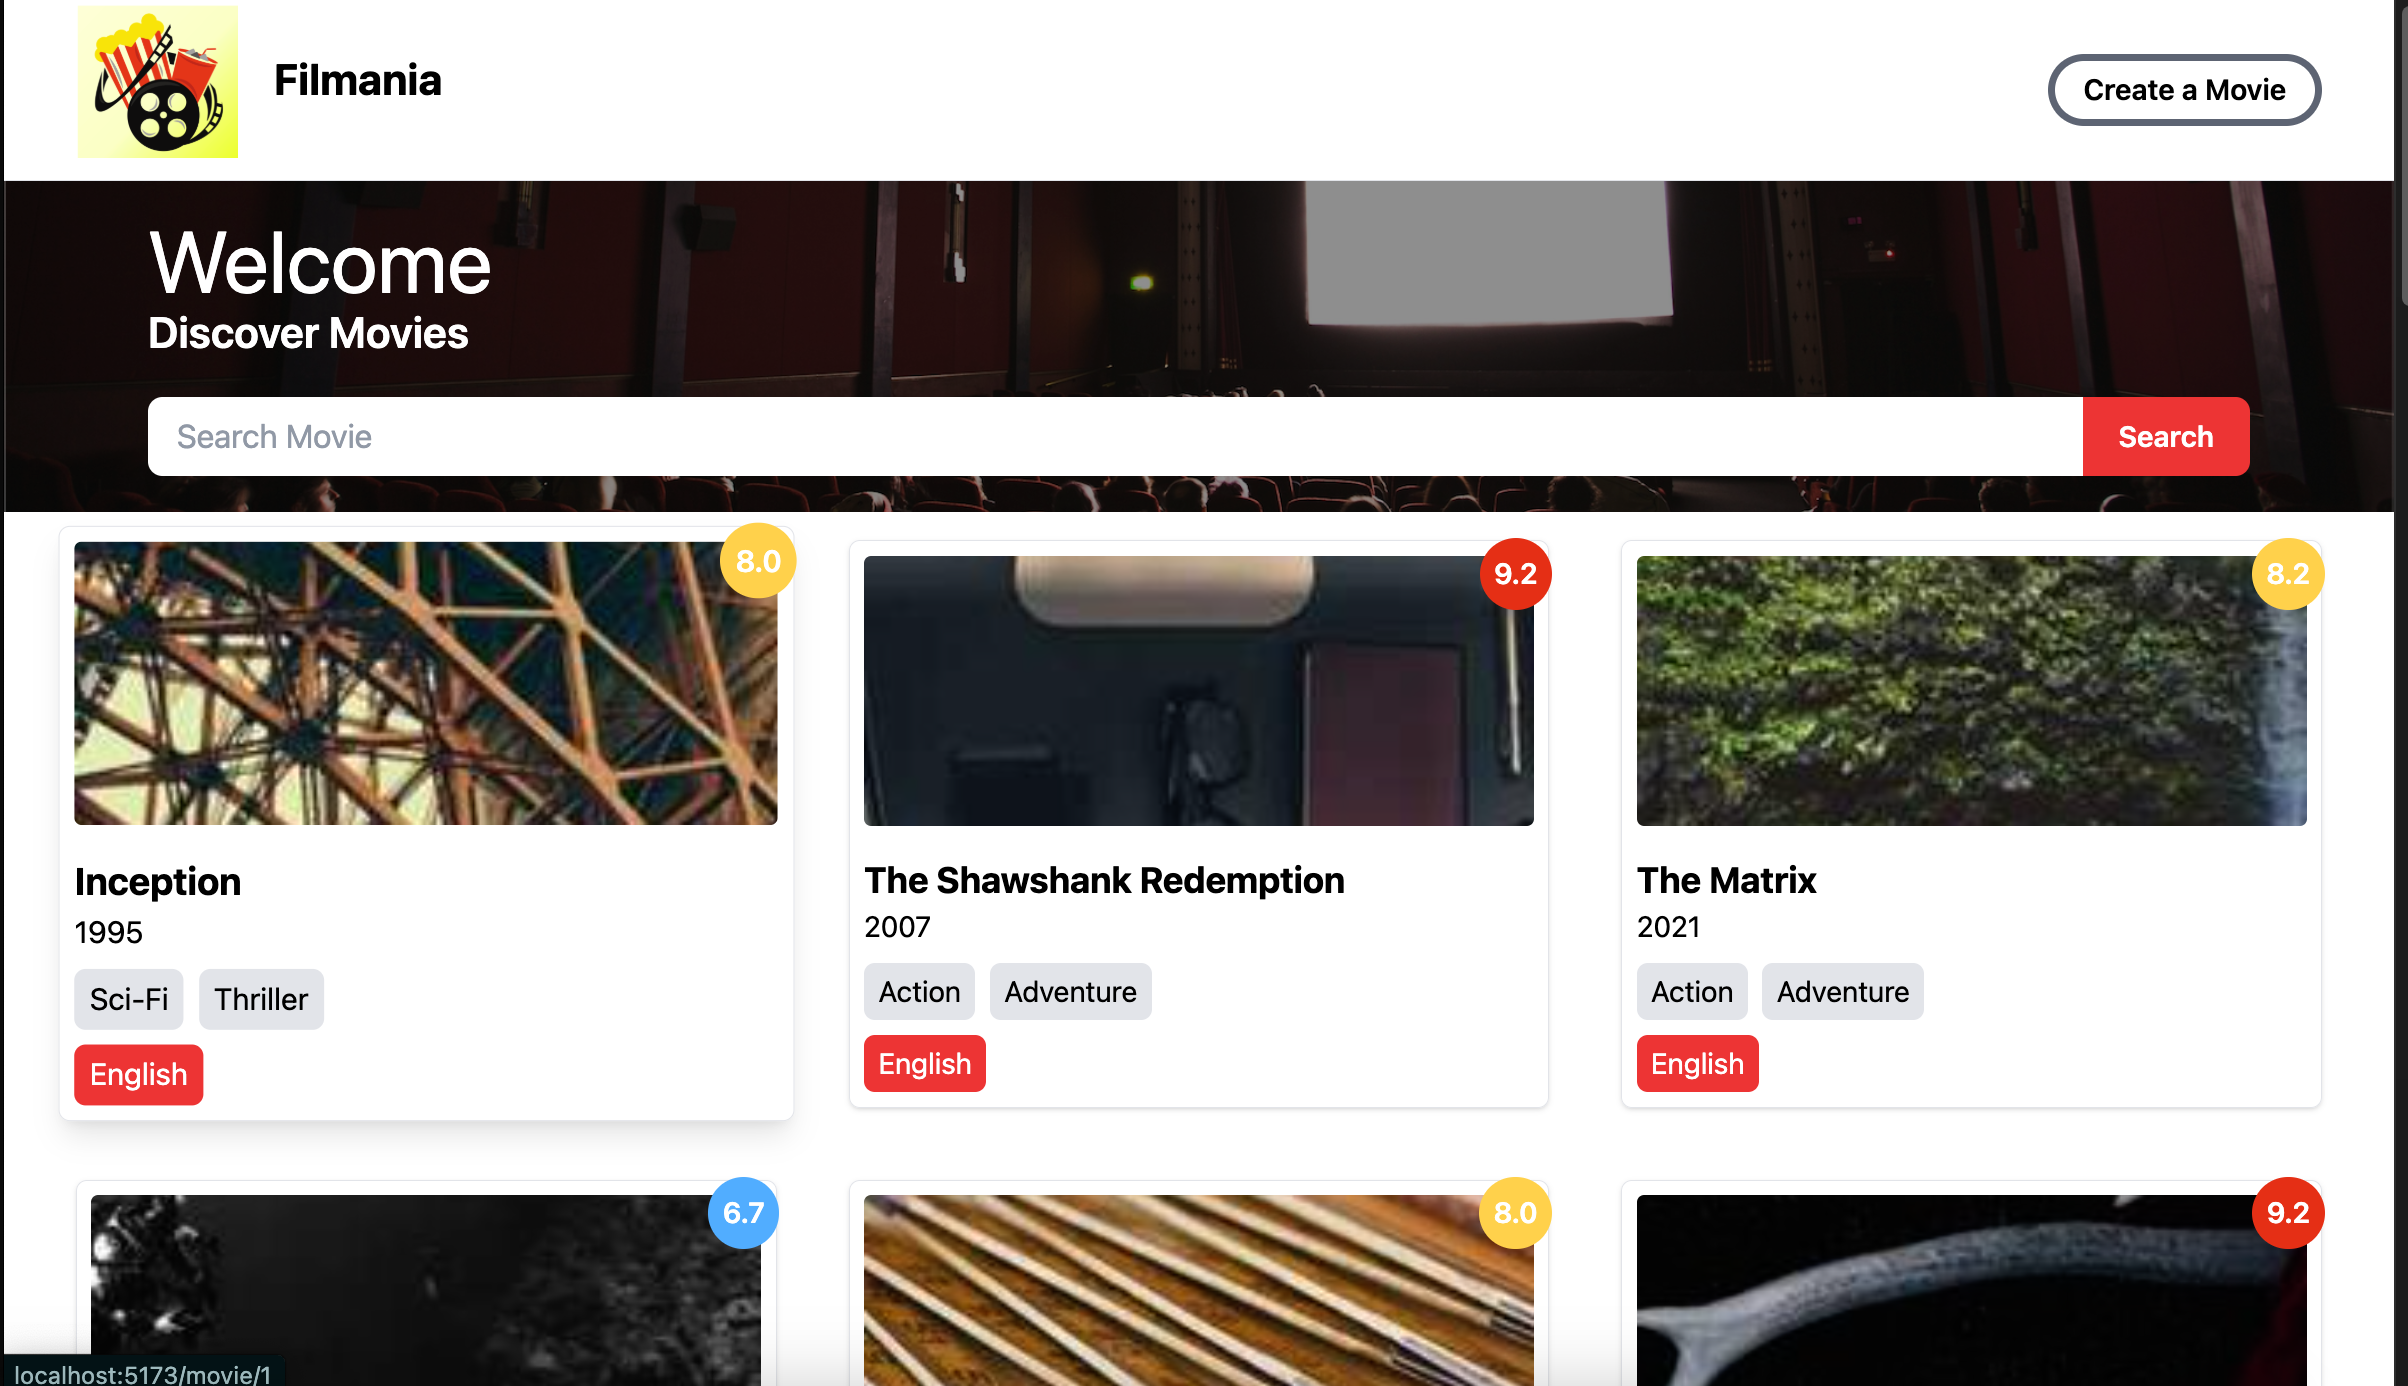 Filmania
Create a Movie
Welcome
Discover Movies
Search Movie
Search
8.0
9.2
8.2
Inception
1995
Sci-Fi
Thriller
English
The Shawshank Redemption
2007
Action
Adventure
English
The Matrix
2021
Action
Adventure
English
6.7
8.0
9.2
localhost:5173/movie/1